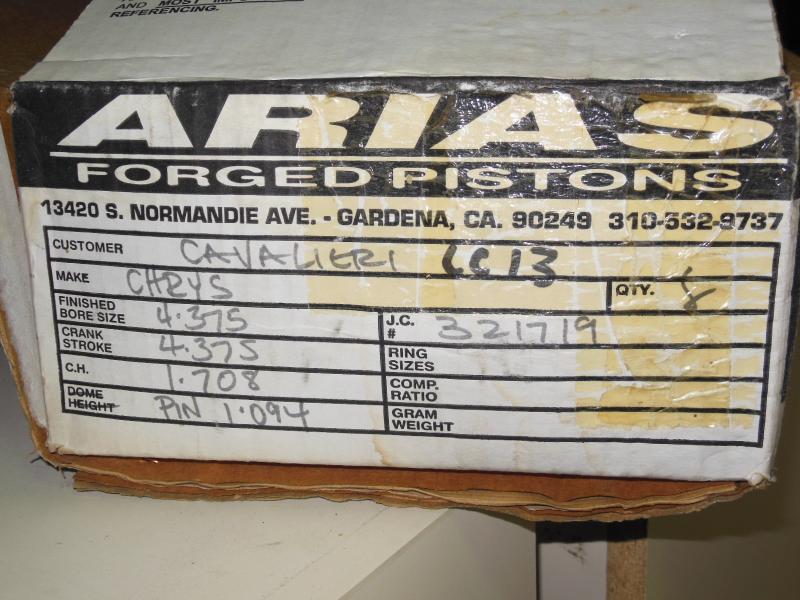 AND MOST
REFERENCING.
ARIAS
FORGED PISTONS
13420 S. NORMANDIE AVE. - GARDENA, CA. 90249 310-532-9737
CUSTOMER CAVALIERI LC13
MAKE CHRYS QTY. 8
FINISHED BORE SIZE 4.375 J.C. # 321719
CRANK STROKE 4.375 RING SIZES
C.H. 1.708 COMP. RATIO
DOME HEIGHT PIN 1.094 GRAM WEIGHT